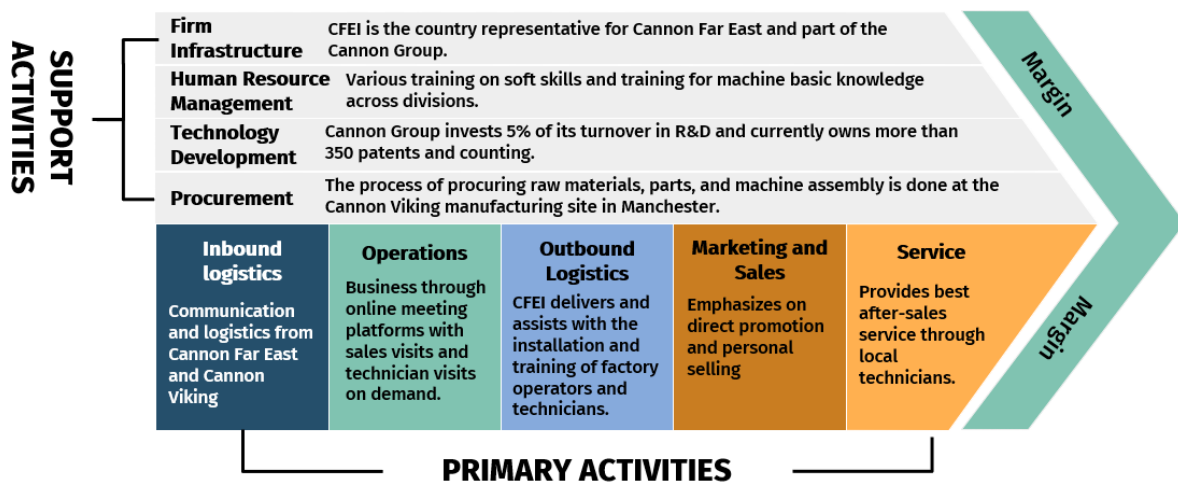 SUPPORT
ACTIVITIES
Firm
Infrastructure
CFEI is the country representative for Cannon Far East and part of the
Cannon Group.
Human Resource
Management
Various training on soft skills and training for machine basic knowledge
across divisions.
Technology
Development
Cannon Group invests 5% of its turnover in R&D and currently owns more than
350 patents and counting.
Procurement
The process of procuring raw materials, parts, and machine assembly is done at the
Cannon Viking manufacturing site in Manchester.
Margin
Margin
Inbound
logistics
Communication
and logistics from
Cannon Far East
and Cannon
Viking
Operations
Business through
online meeting
platforms with
sales visits and
technician visits
on demand.
Outbound
Logistics
CFEI delivers and
assists with the
installation and
training of factory
operators and
technicians.
Marketing and
Sales
Emphasizes on
direct promotion
and personal
selling
Service
Provides best
after-sales
service through
local
technicians.
PRIMARY ACTIVITIES